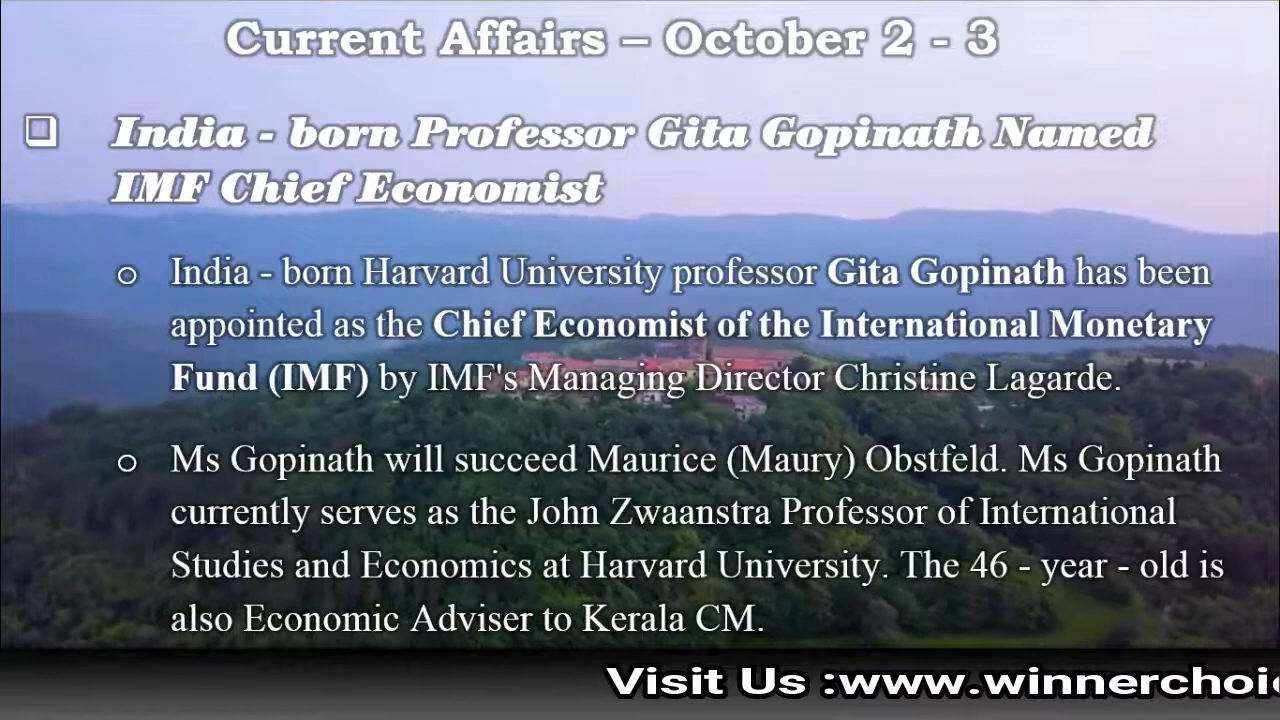 Current Affairs – October 2 - 3
❑ India - born Professor Gita Gopinath Named
IMF Chief Economist
o India - born Harvard University professor Gita Gopinath has been
appointed as the Chief Economist of the International Monetary
Fund (IMF) by IMF's Managing Director Christine Lagarde.
o Ms Gopinath will succeed Maurice (Maury) Obstfeld. Ms Gopinath
currently serves as the John Zwaanstra Professor of International
Studies and Economics at Harvard University. The 46 - year - old is
also Economic Adviser to Kerala CM.
Visit Us :www.winnerchoi